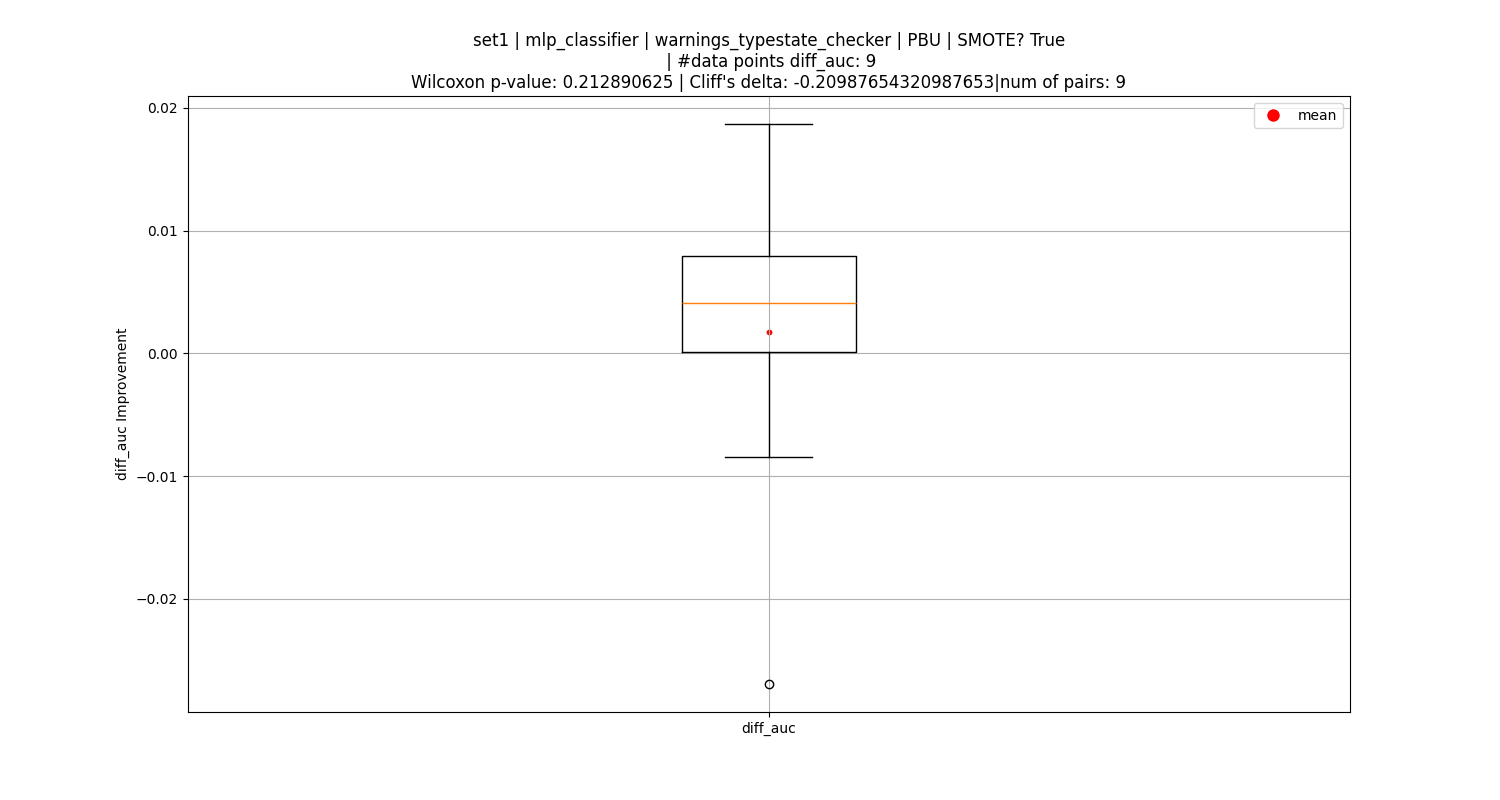 set1 | mlp_classifier | warnings_typestate_checker | PBU | SMOTE? True
| #data points diff_auc: 9
Wilcoxon p-value: 0.212890625 | Cliff's delta: -0.20987654320987653|num of pairs: 9
mean
0.02
0.01
0.00
−0.01
−0.02
diff_auc Improvement
diff_auc